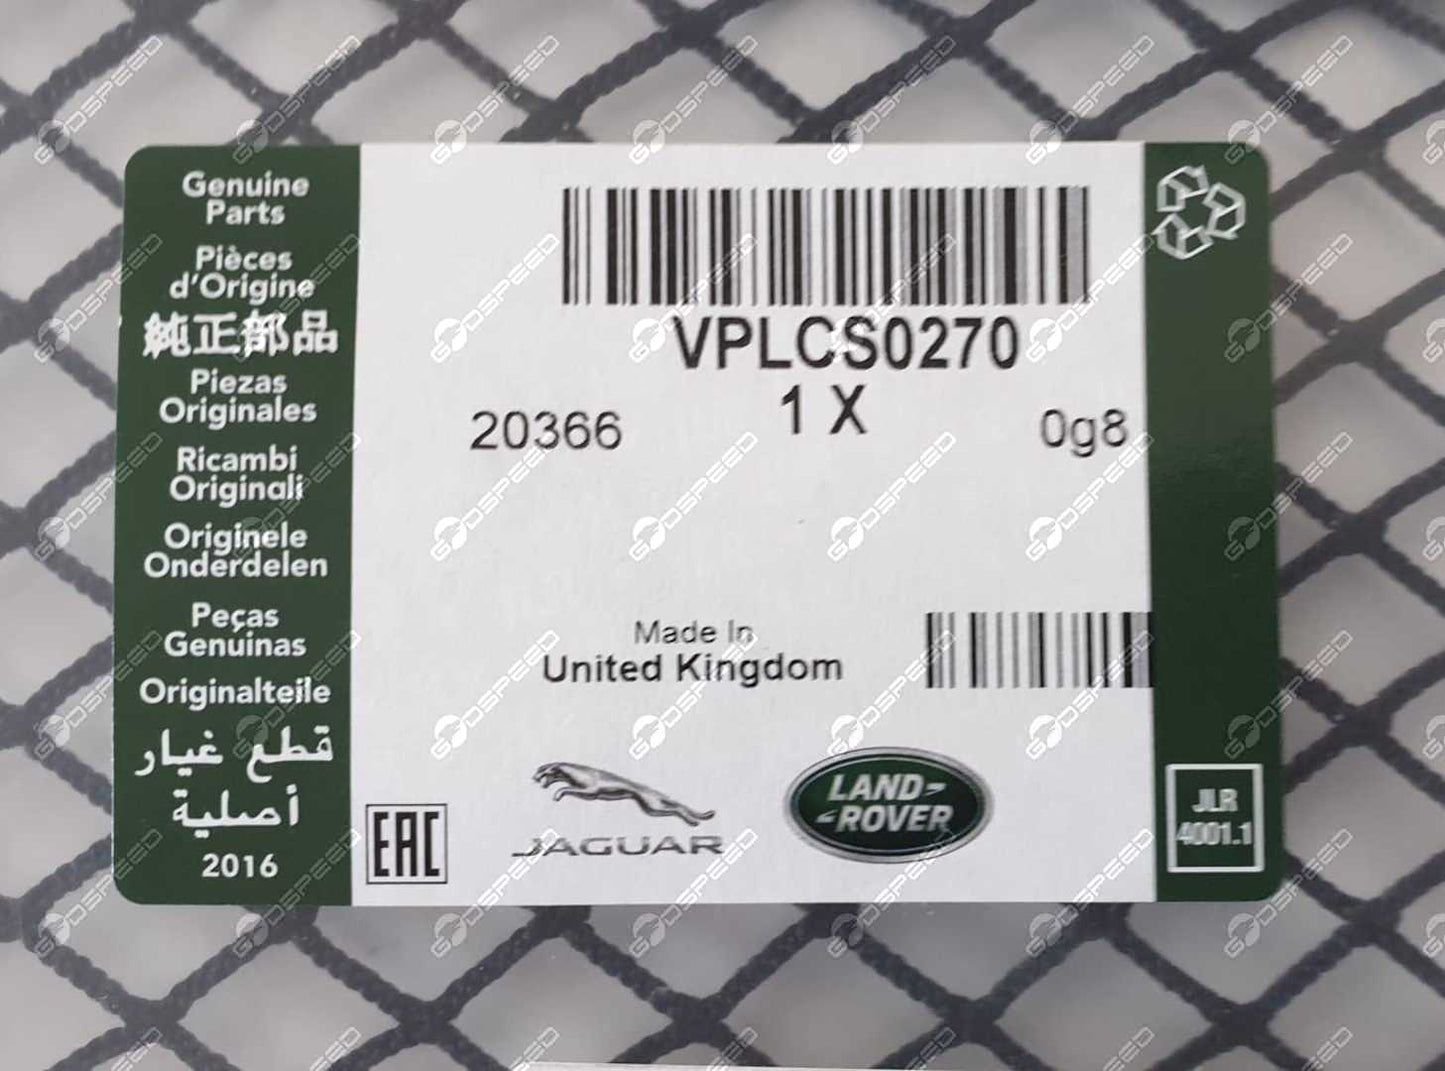 Genuine
Parts
Pièces
d'Origine
純正部品
Piezas
Originales
Ricambi
Originali
Originele
Onderdelen
Peças
Genuinas
Originalteile
قطع غيار
أصلية
2016
VPLCS0270
1 X
20366
0g8
Made In
United Kingdom
EAC
JAGUAR
LAND-
-ROVER
JLR
4001.1
GOSPEED